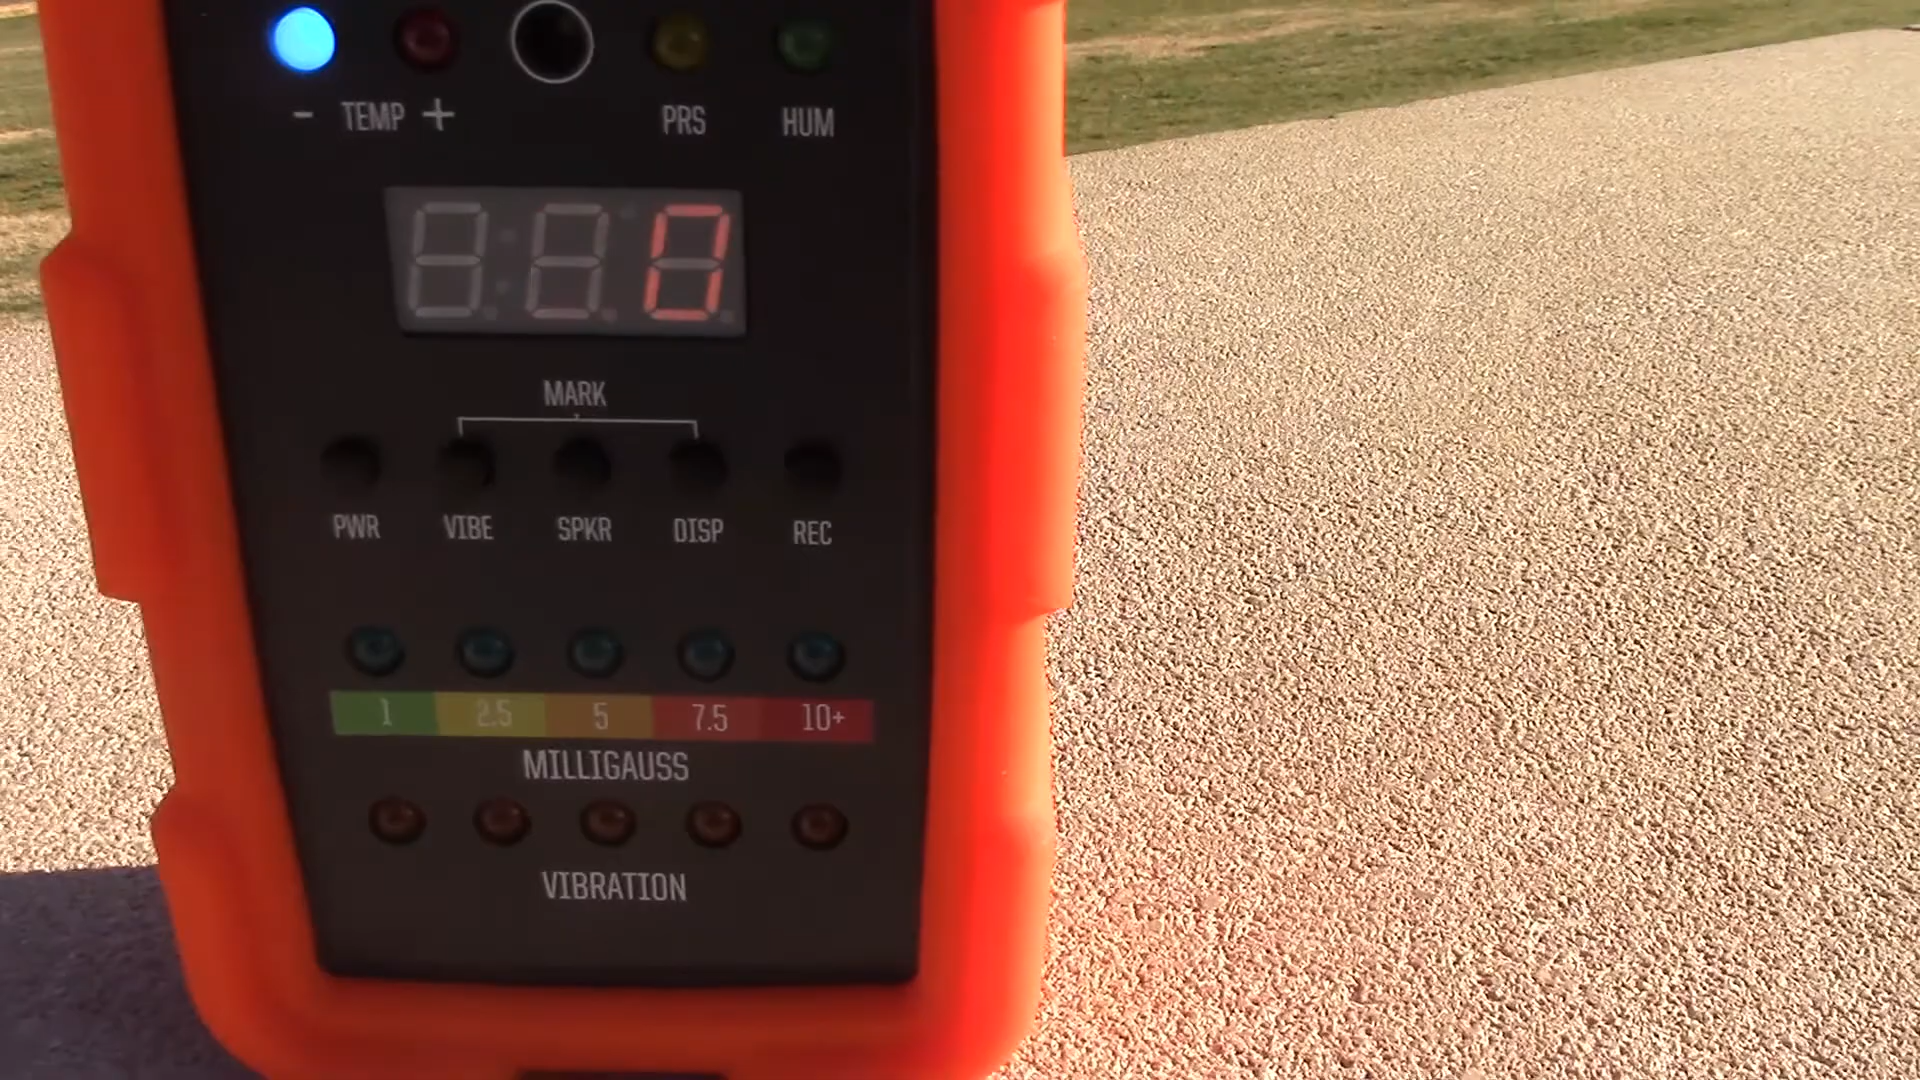 - TEMP + PRS HUM
0
MARK
PWR VIBE SPKR DISP REC
1 2.5 5 7.5 10+
MILLIGAUSS
VIBRATION